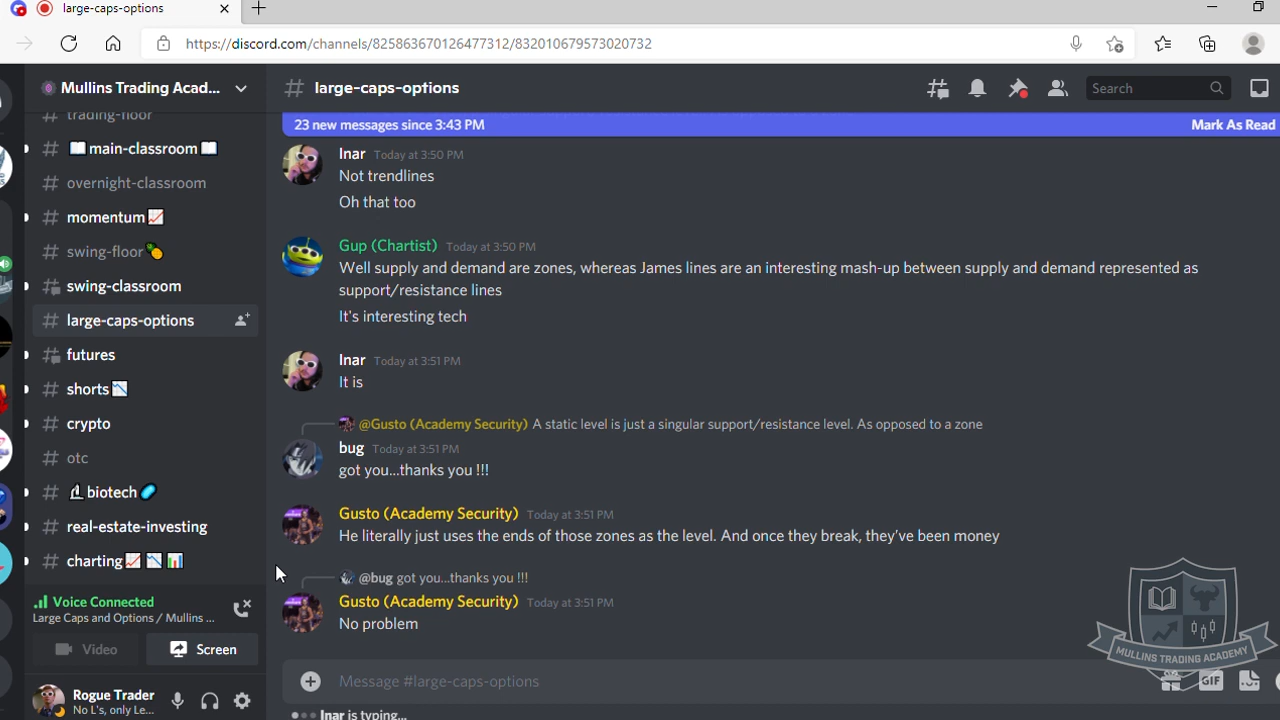 large-caps-options
https://discord.com/channels/825863670126477312/832010679573020732
Mullins Trading Acad...
large-caps-options
Search
trading-floor
23 new messages since 3:43 PM
Mark As Read
main-classroom
overnight-classroom
momentum
swing-floor
swing-classroom
large-caps-options
futures
shorts
crypto
otc
biotech
real-estate-investing
charting
Voice Connected
Large Caps and Options / Mullins ...
Video
Screen
Rogue Trader
No L's, only Le...
Inar Today at 3:50 PM
Not trendlines
Oh that too
Gup (Chartist) Today at 3:50 PM
Well supply and demand are zones, whereas James lines are an interesting mash-up between supply and demand represented as
support/resistance lines
It's interesting tech
Inar Today at 3:51 PM
It is
@Gusto (Academy Security) A static level is just a singular support/resistance level. As opposed to a zone
bug Today at 3:51 PM
got you...thanks you !!!
Gusto (Academy Security) Today at 3:51 PM
He literally just uses the ends of those zones as the level. And once they break, they've been money
@bug got you...thanks you !!!
Gusto (Academy Security) Today at 3:51 PM
No problem
Message #large-caps-options
GIF
Inar is typing...
MULLINS TRADING ACADEMY